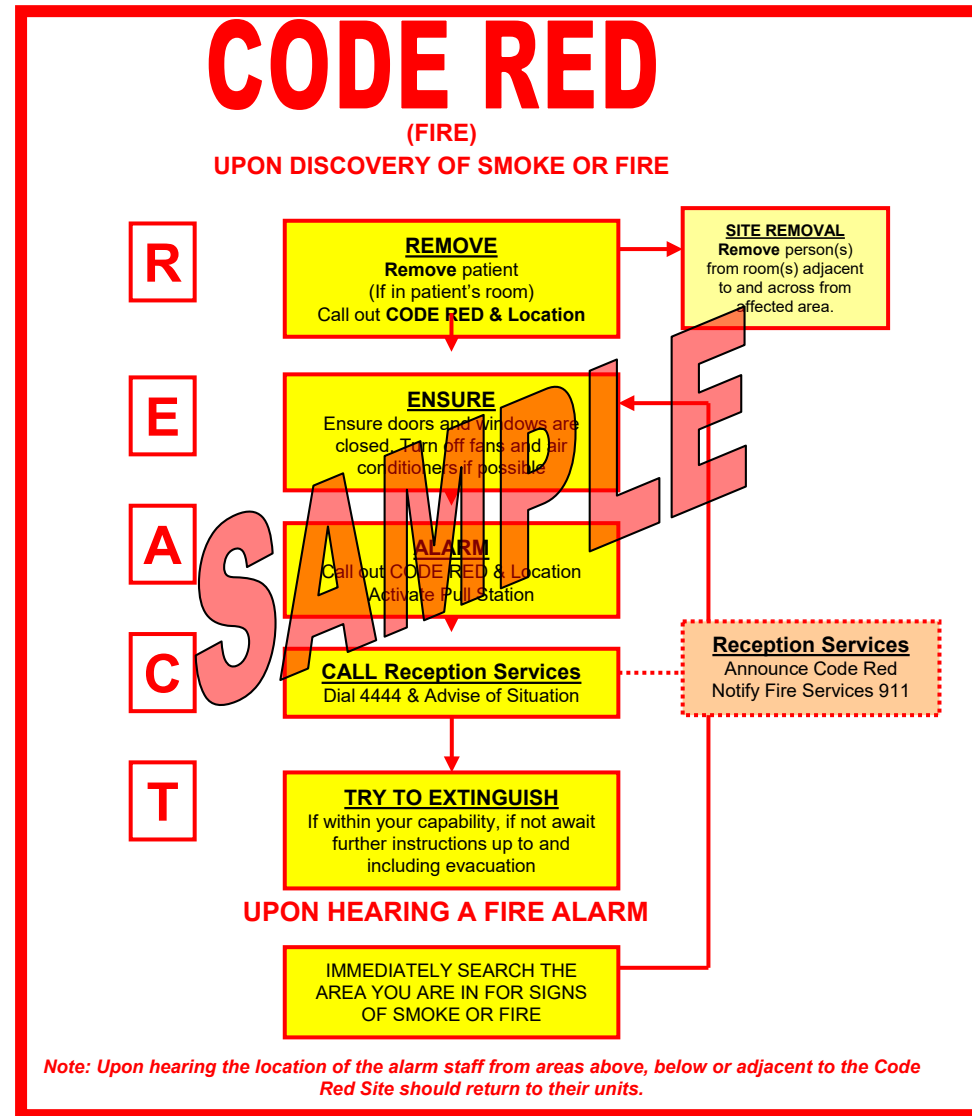 CODE RED
(FIRE)
UPON DISCOVERY OF SMOKE OR FIRE
R
REMOVE
Remove patient
(If in patient's room)
Call out CODE RED & Location
SITE REMOVAL
Remove person(s)
from room(s) adjacent
to and across from
affected area.
E
ENSURE
Ensure doors and windows are
closed. Turn off fans and air
conditioners if possible
A
ALARM
Call out CODE RED & Location
Activate Pull Station
SAMPLE
C
CALL Reception Services
Dial 4444 & Advise of Situation
Reception Services
Announce Code Red
Notify Fire Services 911
T
TRY TO EXTINGUISH
If within your capability, if not await
further instructions up to and
including evacuation
UPON HEARING A FIRE ALARM
IMMEDIATELY SEARCH THE
AREA YOU ARE IN FOR SIGNS
OF SMOKE OR FIRE
Note: Upon hearing the location of the alarm staff from areas above, below or adjacent to the Code
Red Site should return to their units.